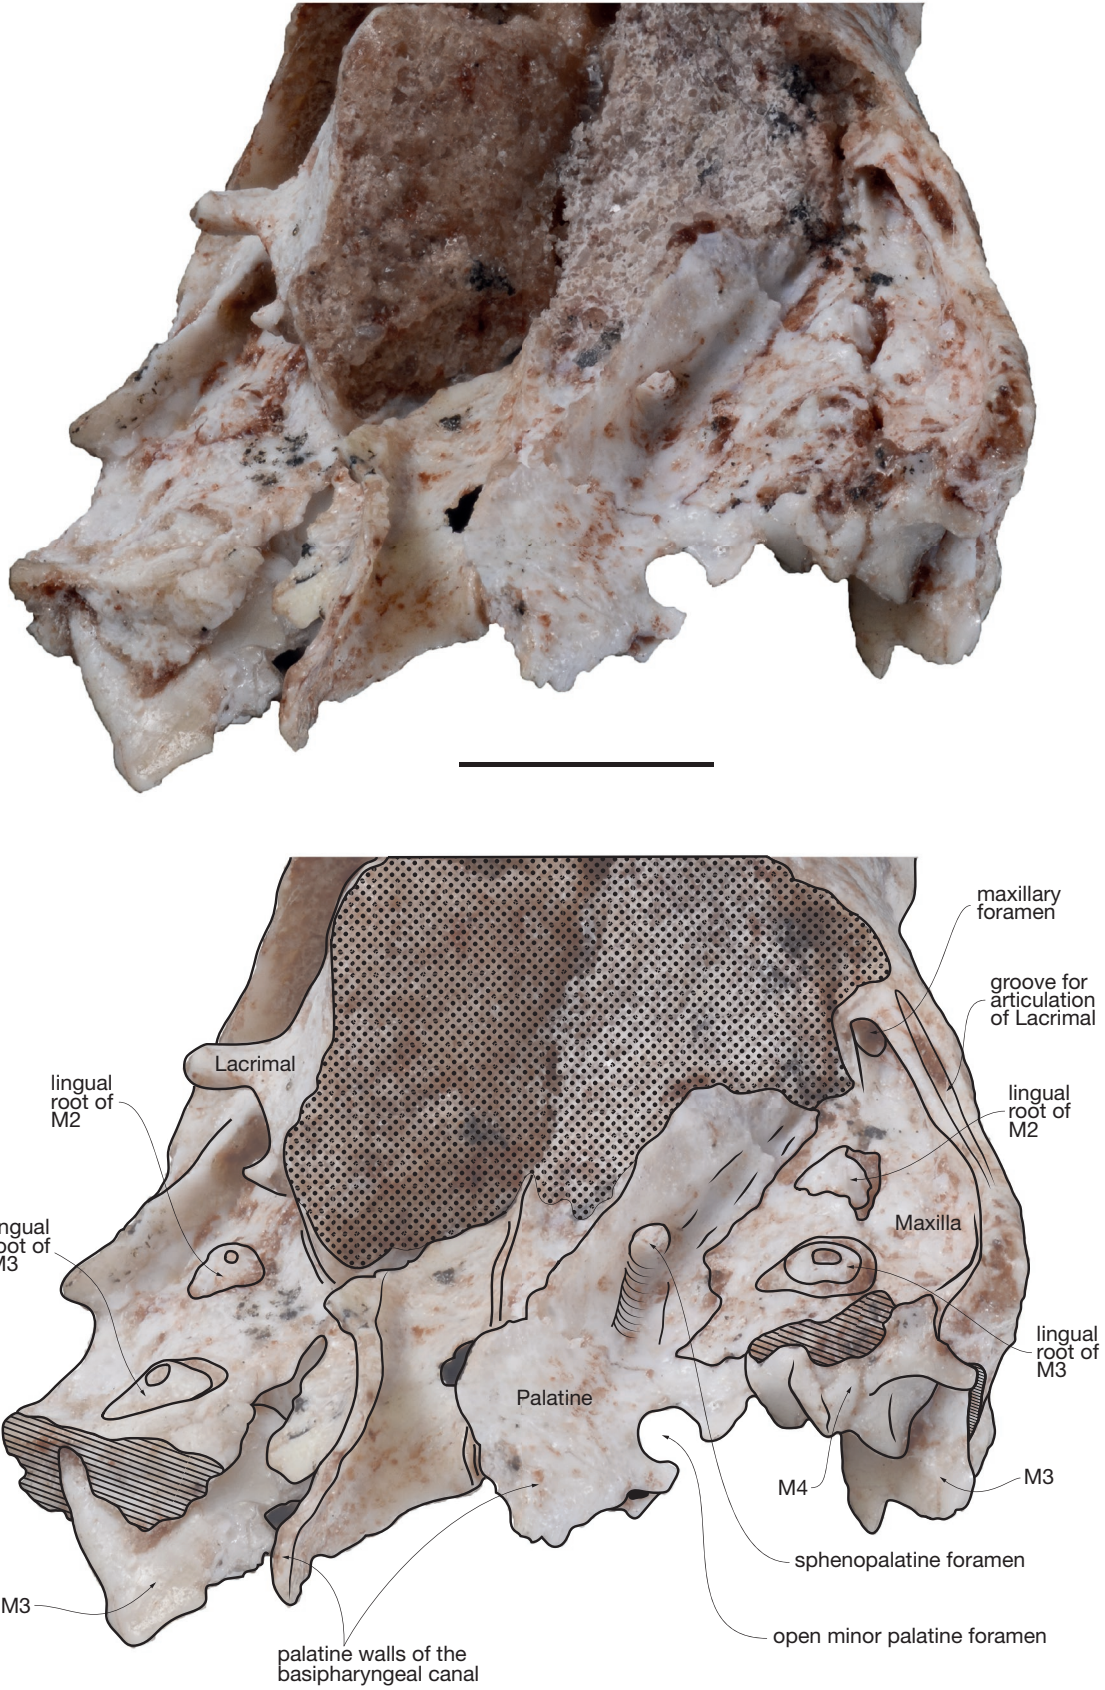 maxillary
foramen
groove for
articulation
of Lacrimal
Lacrimal
lingual
root of
M2
lingual
root of
M2
ngual
oot of
M3
Maxilla
lingual
root of
M3
Palatine
M4
M3
sphenopalatine foramen
M3
open minor palatine foramen
palatine walls of the
basipharyngeal canal